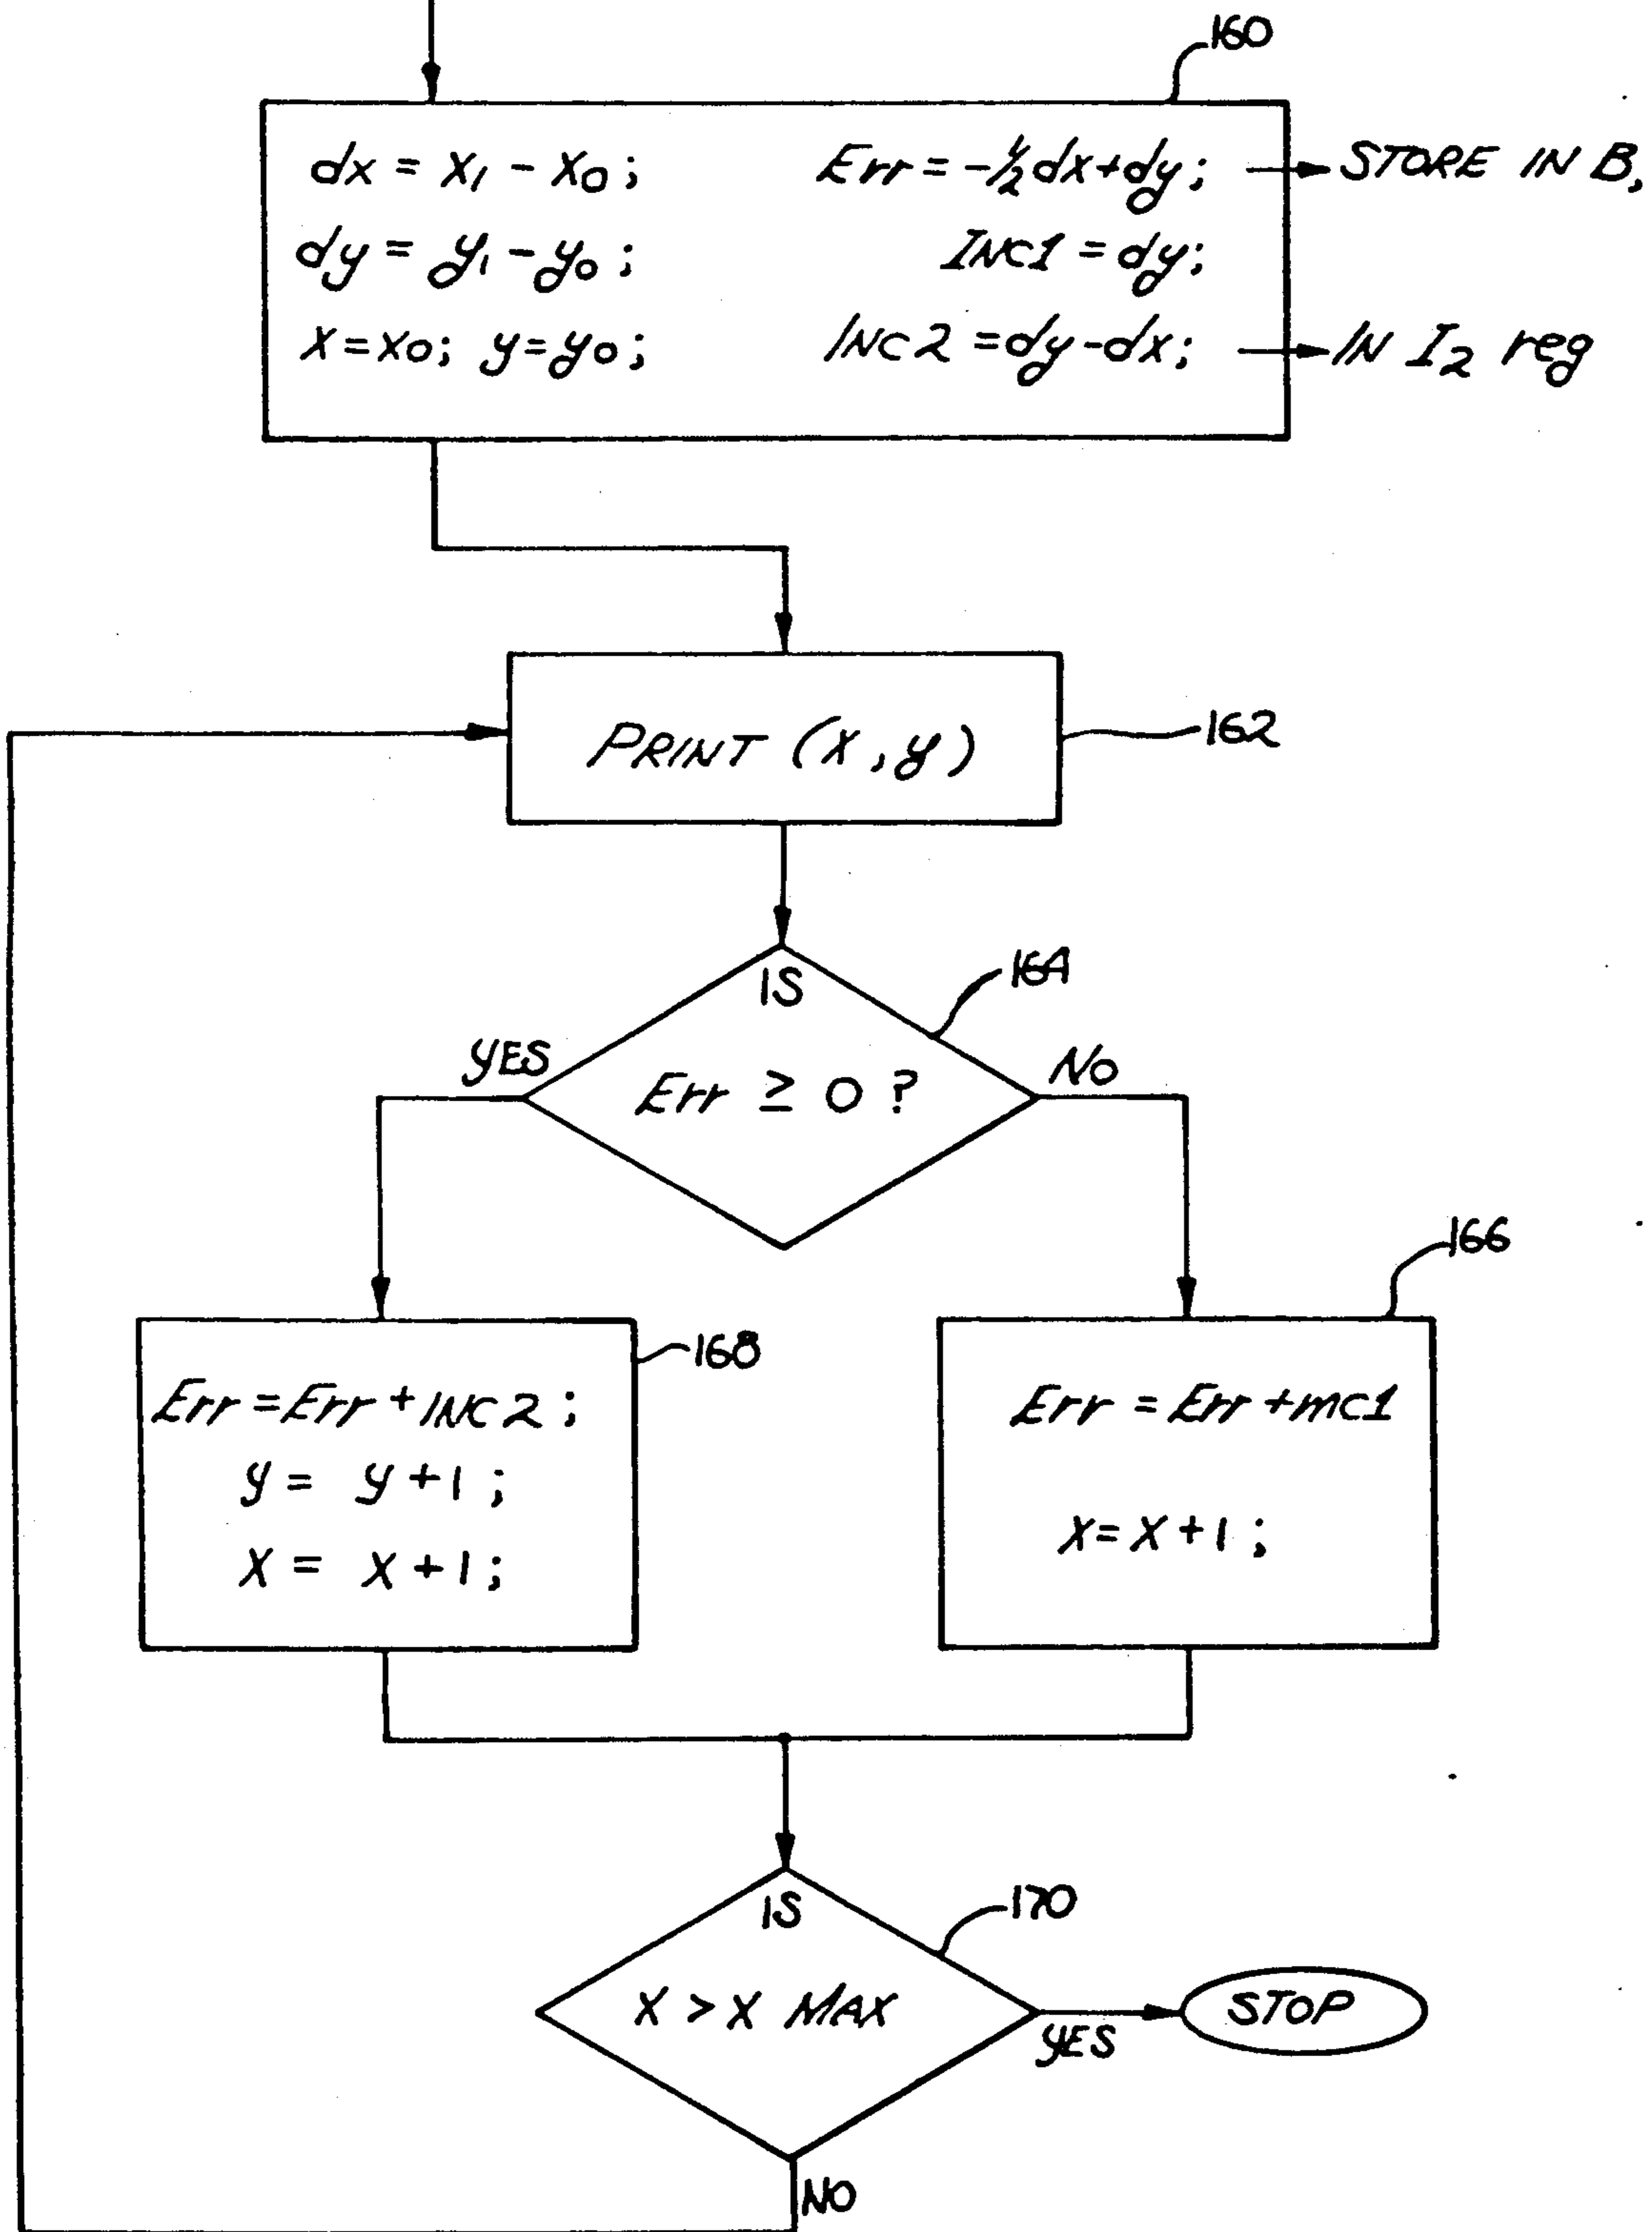 160
dx = x₁ - x₀; Err = -½dx+dy; STORE IN B,
dy = y₁ - y₀; INC1 = dy;
x = x₀; y = y₀; INC2 = dy-dx; IN I₂ reg
PRINT (x, y)
162
IS
164
Err ≥ 0 ?
YES
NO
168
Err = Err + INC2;
y = y + 1;
x = x + 1;
166
Err = Err + mc1
x = x + 1;
IS
170
x > x MAX
YES
STOP
NO